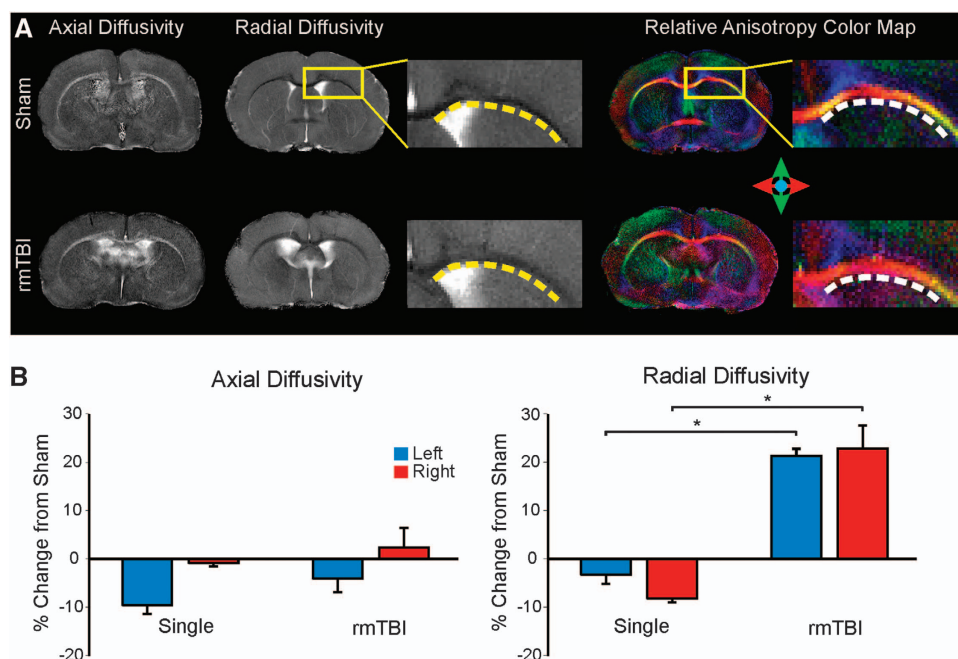 A
Axial Diffusivity
Radial Diffusivity
Relative Anisotropy Color Map
Sham
rmTBI
B
Axial Diffusivity
% Change from Sham
30
20
10
0
-10
-20
Left
Right
Single
rmTBI
Radial Diffusivity
% Change from Sham
30
20
10
0
-10
-20
*
*
Single
rmTBI